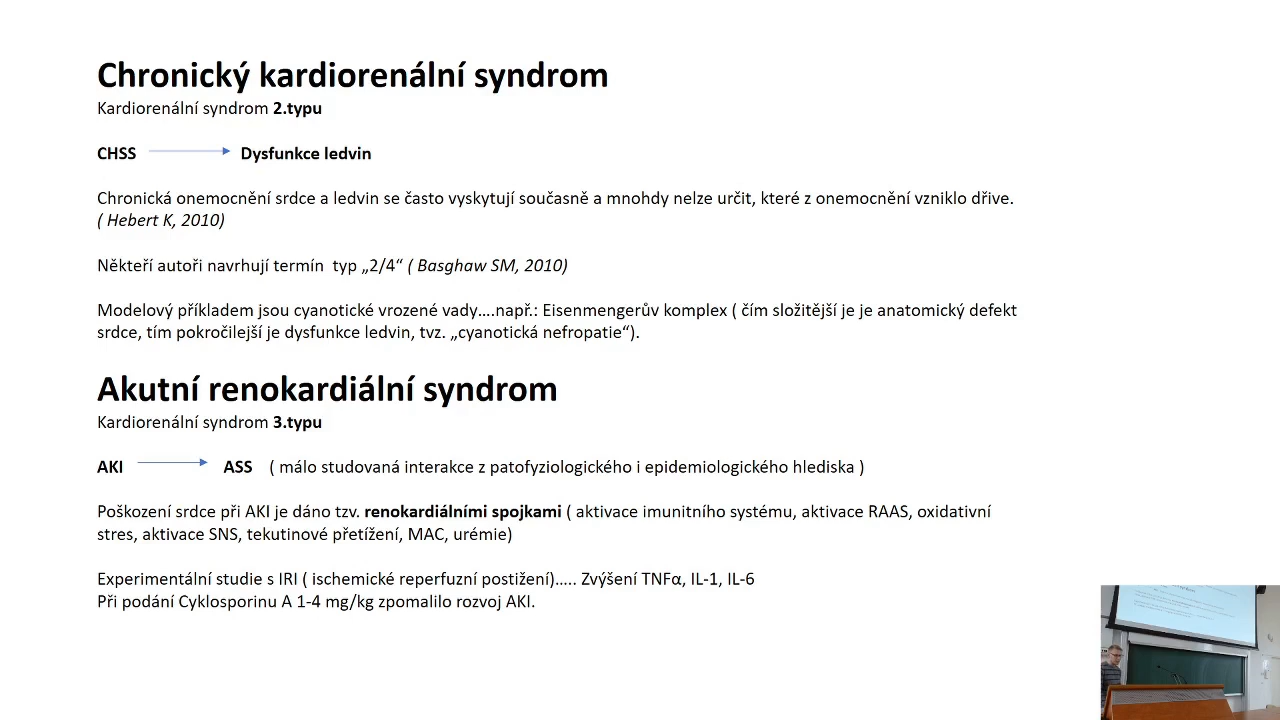 Chronický kardiorenální syndrom
Kardiorenální syndrom 2.typu
CHSS Dysfunkce ledvin
Chronická onemocnění srdce a ledvin se často vyskytují současně a mnohdy nelze určit, které z onemocnění vzniklo dříve.
( Hebert K, 2010)
Někteří autoři navrhují termín typ „2/4“ ( Basghaw SM, 2010)
Modelový příkladem jsou cyanotické vrozené vady....např.: Eisenmengerův komplex ( čím složitější je je anatomický defekt
srdce, tím pokročilejší je dysfunkce ledvin, tvz. „cyanotická nefropatie“).
Akutní renokardiální syndrom
Kardiorenální syndrom 3.typu
AKI ASS ( málo studovaná interakce z patofyziologického i epidemiologického hlediska )
Poškození srdce při AKI je dáno tzv. renokardiálními spojkami ( aktivace imunitního systému, aktivace RAAS, oxidativní
stres, aktivace SNS, tekutinové přetížení, MAC, urémie)
Experimentální studie s IRI ( ischemické reperfuzní postižení)..... Zvýšení TNFα, IL-1, IL-6
Při podání Cyklosporinu A 1-4 mg/kg zpomalilo rozvoj AKI.